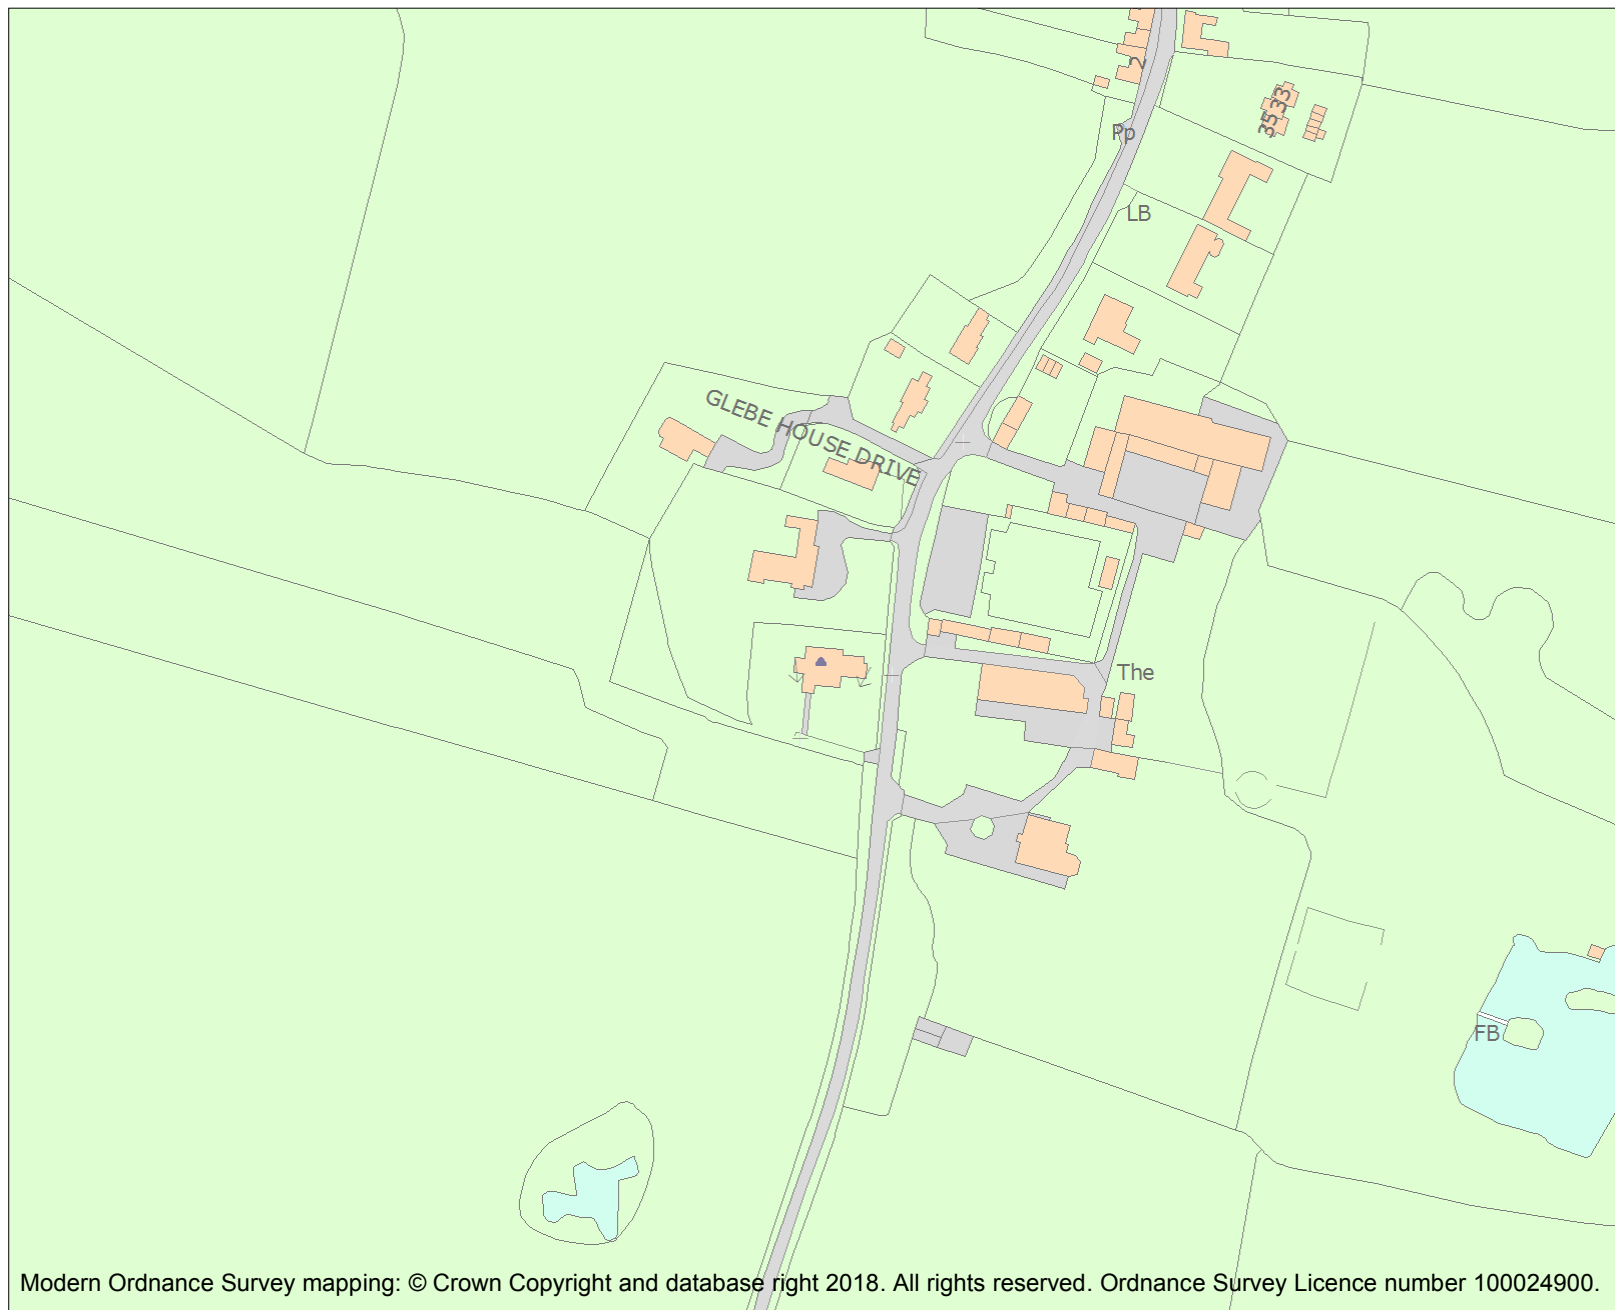 2
35 33
Pp
LB
GLEBE HOUSE DRIVE
The
FB
Modern Ordnance Survey mapping: © Crown Copyright and database right 2018. All rights reserved. Ordnance Survey Licence number 100024900.